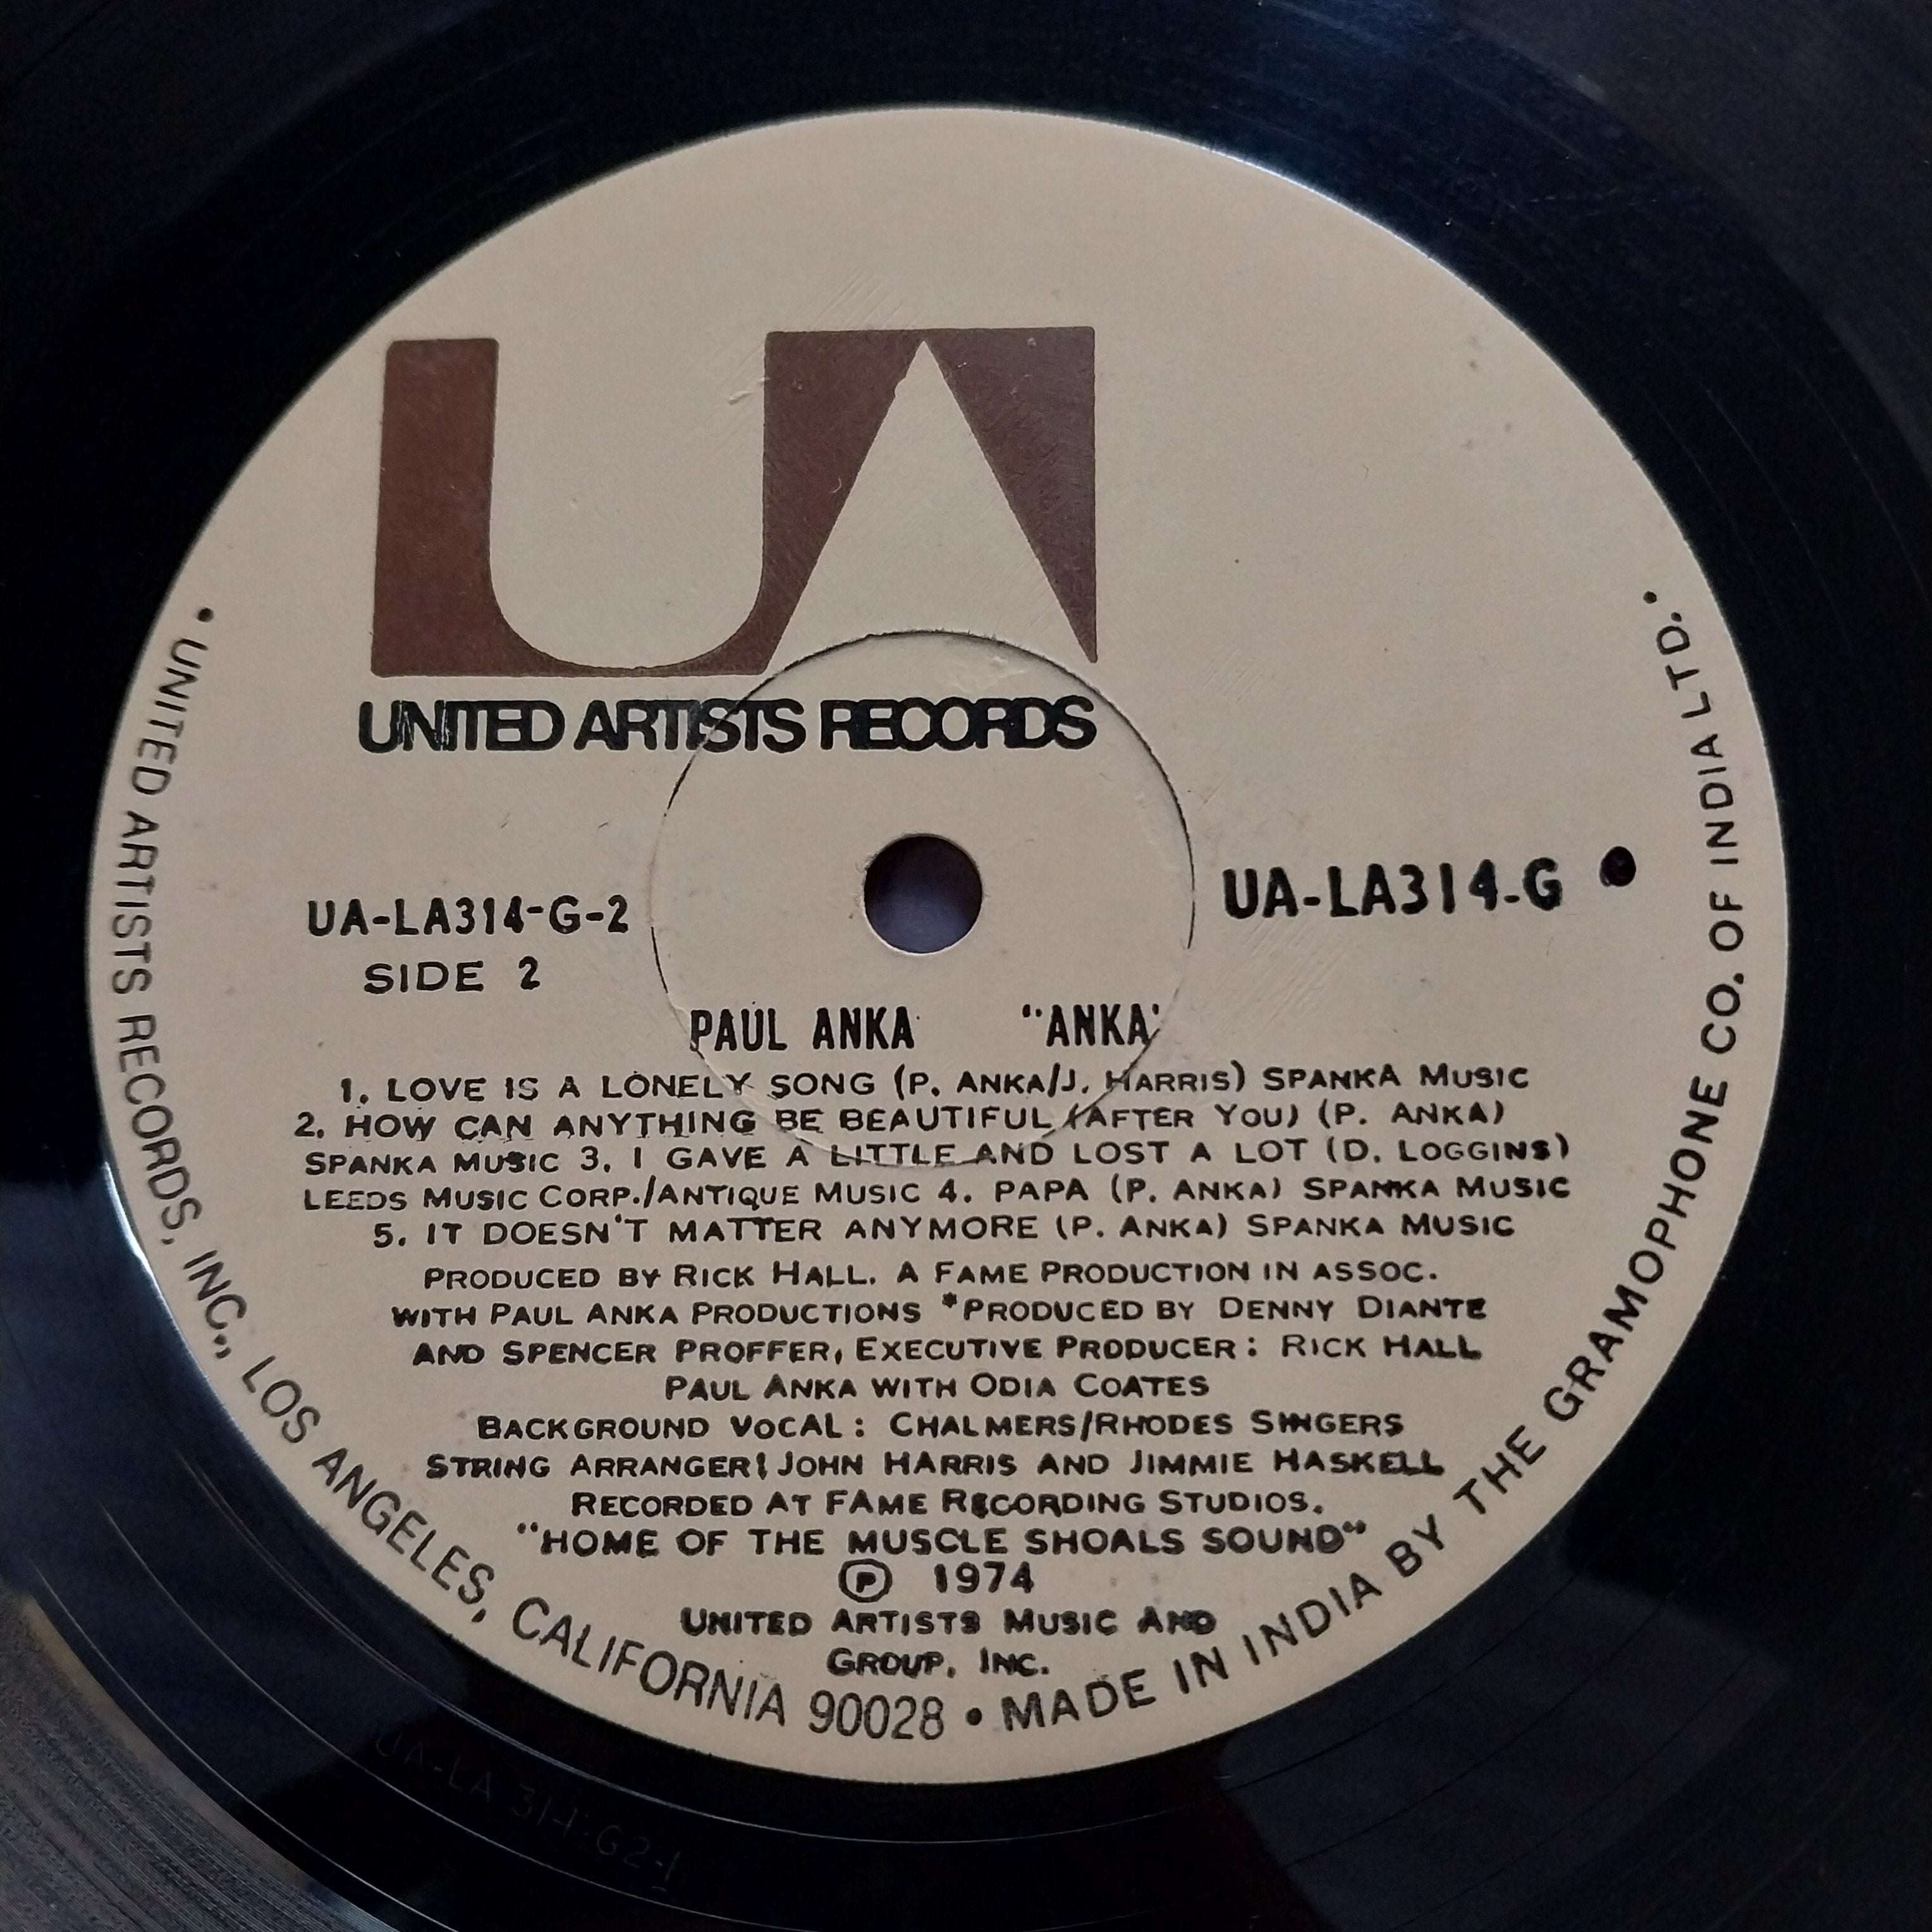 UA
UNITED ARTISTS RECORDS
UA-LA314-G-2
SIDE 2
UA-LA314-G
PAUL ANKA "ANKA'
1. LOVE IS A LONELY SONG (P. ANKA/J. HARRIS) SPANKA MUSIC
2. HOW CAN ANYTHING BE BEAUTIFUL (AFTER YOU) (P. ANKA)
SPANKA MUSIC 3. I GAVE A LITTLE AND LOST A LOT (D. LOGGINS)
LEEDS MUSIC CORP./ANTIQUE MUSIC 4. PAPA (P. ANKA) SPANKA MUSIC
5. IT DOESN'T MATTER ANYMORE (P. ANKA) SPANKA MUSIC
PRODUCED BY RICK HALL. A FAME PRODUCTION IN ASSOC.
WITH PAUL ANKA PRODUCTIONS *PRODUCED BY DENNY DIANTE
AND SPENCER PROFFER, EXECUTIVE PRODUCER: RICK HALL
PAUL ANKA WITH ODIA COATES
BACKGROUND VOCAL: CHALMERS/RHODES SINGERS
STRING ARRANGER: JOHN HARRIS AND JIMMIE HASKELL
RECORDED AT FAME RECORDING STUDIOS.
"HOME OF THE MUSCLE SHOALS SOUND"
Ⓟ 1974
UNITED ARTISTS MUSIC AND
GROUP, INC.
• UNITED ARTISTS RECORDS, INC., LOS ANGELES, CALIFORNIA 90028 • MADE IN INDIA BY THE GRAMOPHONE CO. OF INDIA LTD. •
UA-LA 314-G2-1